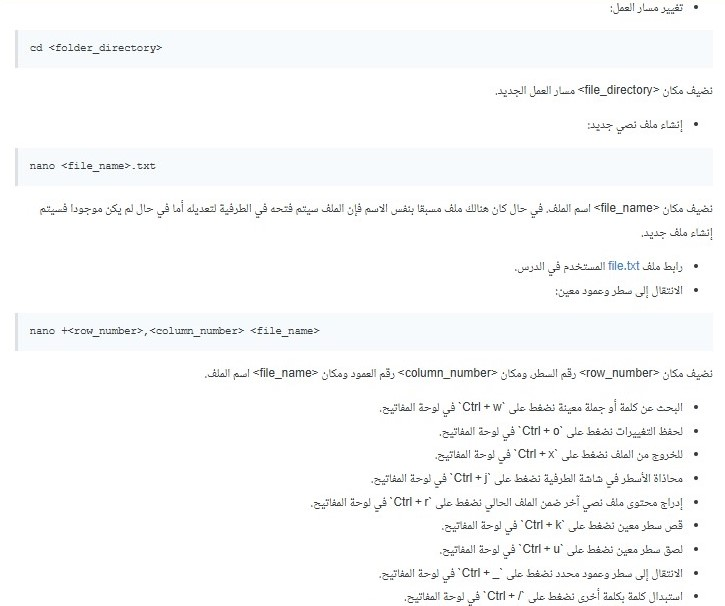 تغيير مسار العمل:
cd <folder_directory>
نضيف مكان <file_directory> مسار العمل الجديد.
إنشاء ملف نصي جديد:
nano <file_name>.txt
نضيف مكان <file_name> اسم الملف، في حال كان هنالك ملف مسبقا بنفس الاسم فإن الملف سيتم فتحه في الطرفية لتعديله أما في حال لم يكن موجودا فسيتم
إنشاء ملف جديد.
رابط ملف file.txt المستخدم في الدرس.
الانتقال إلى سطر وعمود معين:
nano +<row_number>,<column_number> <file_name>
نضيف مكان <row_number> رقم السطر، ومكان <column_number> رقم العمود ومكان <file_name> اسم الملف.
البحث عن كلمة أو جملة معينة نضغط على `Ctrl + w` في لوحة المفاتيح.
لحفظ التغييرات نضغط على `Ctrl + o` في لوحة المفاتيح.
للخروج من الملف نضغط على `Ctrl + x` في لوحة المفاتيح.
محاذاة الأسطر في شاشة الطرفية نضغط على `Ctrl + j` في لوحة المفاتيح.
إدراج محتوى ملف نصي آخر ضمن الملف الحالي نضغط على `Ctrl + r` في لوحة المفاتيح.
قص سطر معين نضغط على `Ctrl + k` في لوحة المفاتيح.
لصق سطر معين نضغط على `Ctrl + u` في لوحة المفاتيح.
الانتقال إلى سطر وعمود محدد نضغط على `Ctrl + _` في لوحة المفاتيح.
استبدال كلمة بكلمة أخرى نضغط على `Ctrl + /` في لوحة المفاتيح.